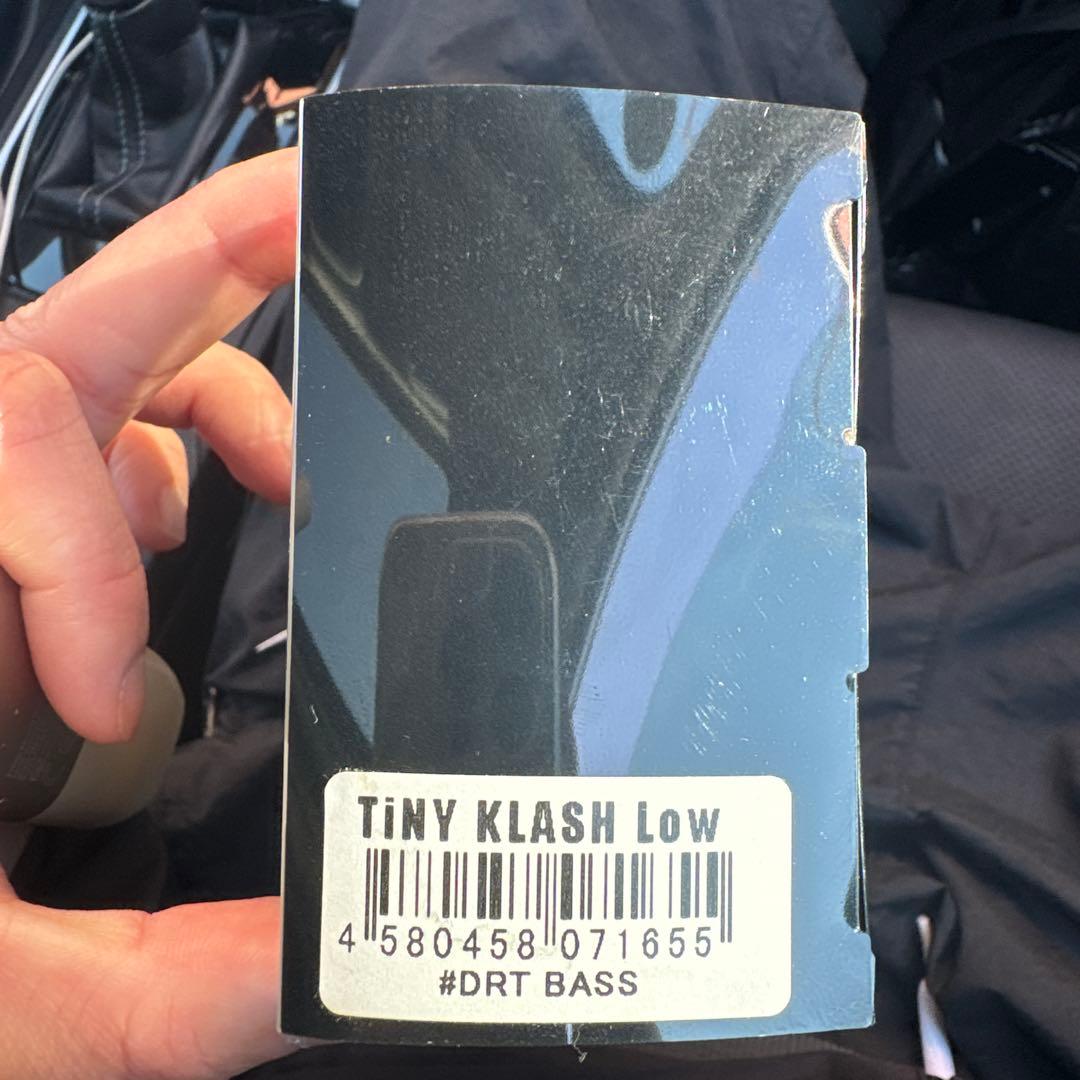 TiNY KLASH Low
4 580458 071655
#DRT BASS